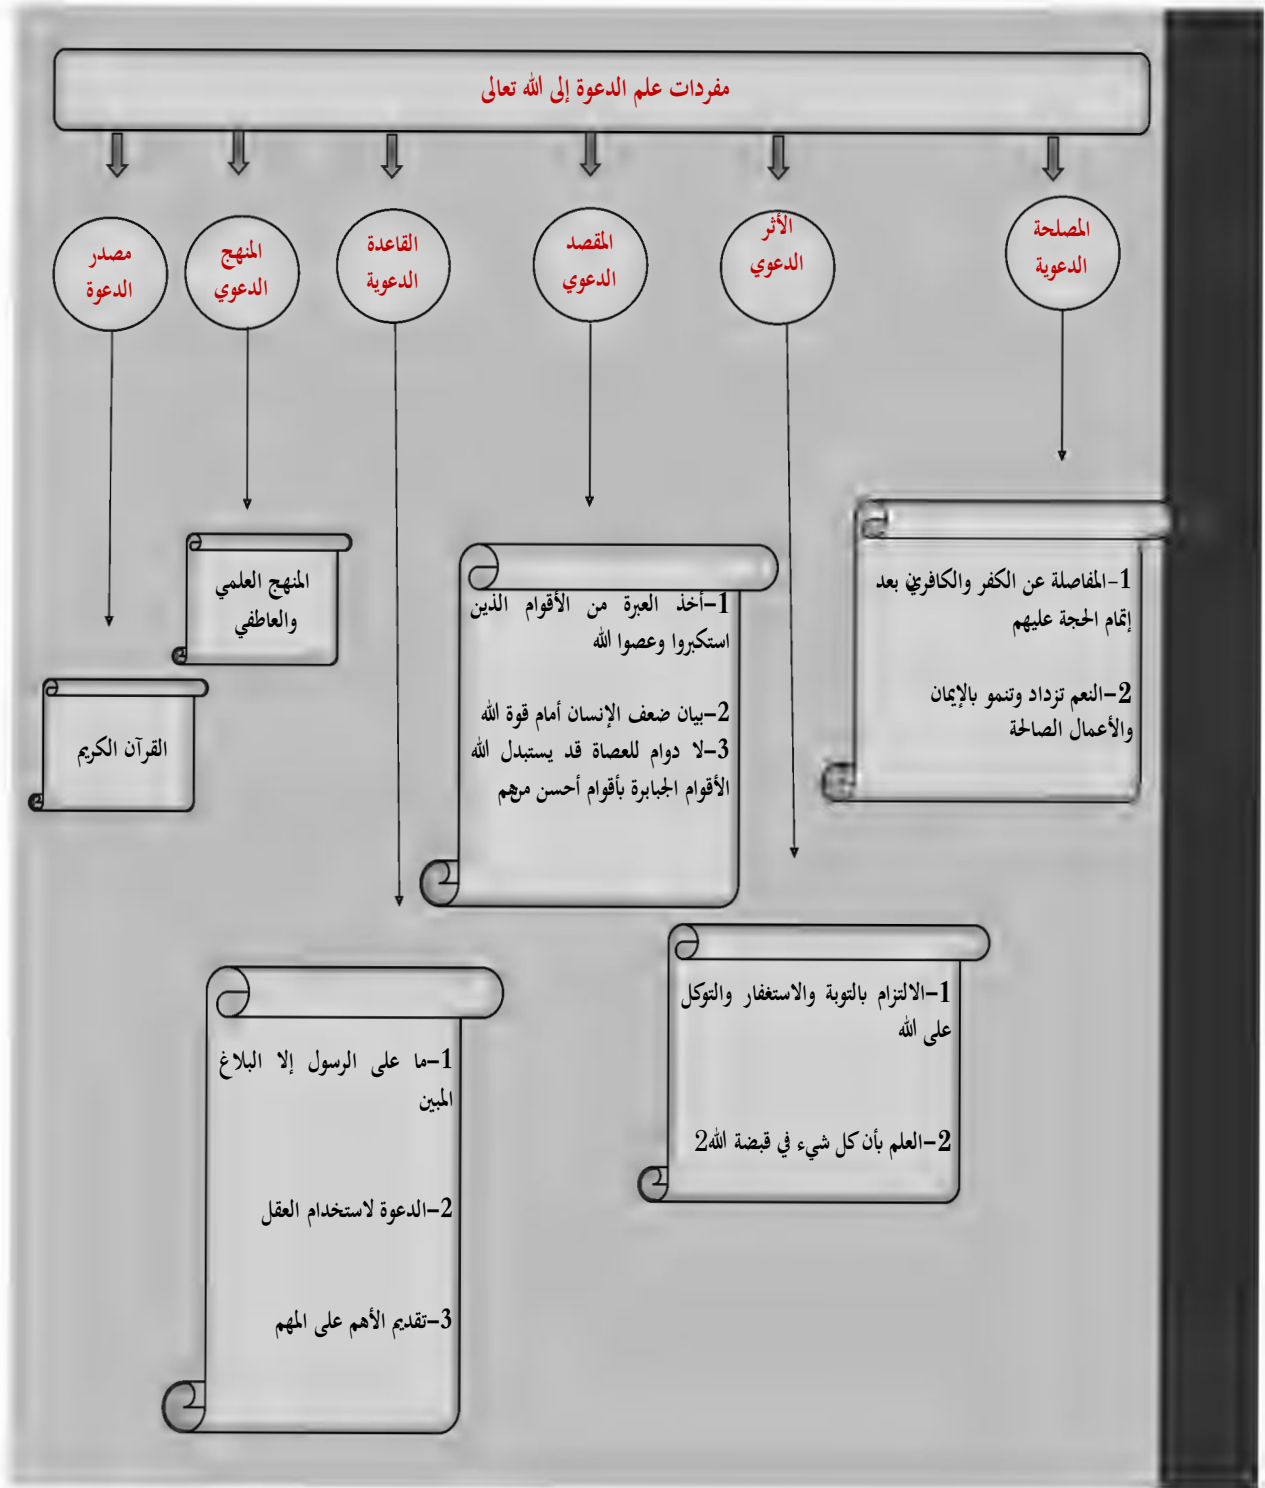 مفردات علم الدعوة إلى الله تعالى
المصلحة
الدعوية
الأثر
الدعوي
المقصد
الدعوي
القاعدة
الدعوية
المنهج
الدعوي
مصدر
الدعوة
1-المفاصلة عن الكفر والكافرين بعد
إتمام الحجة عليهم
2-النعم تزداد وتنمو بالإيمان
والأعمال الصالحة
1-الالتزام بالتوبة والاستغفار والتوكل
على الله
2-العلم بأن كل شيء في قبضة الله2
1-أخذ العبرة من الأقوام الذين
استكبروا وعصوا الله
2-بيان ضعف الإنسان أمام قوة الله
3-لا دوام للعصاة قد يستبدل الله
الأقوام الجبابرة بأقوام أحسن منهم
1-ما على الرسول إلا البلاغ
المبين
2-الدعوة لاستخدام العقل
3-تقديم الأهم على المهم
المنهج العلمي
والعاطفي
القرآن الكريم